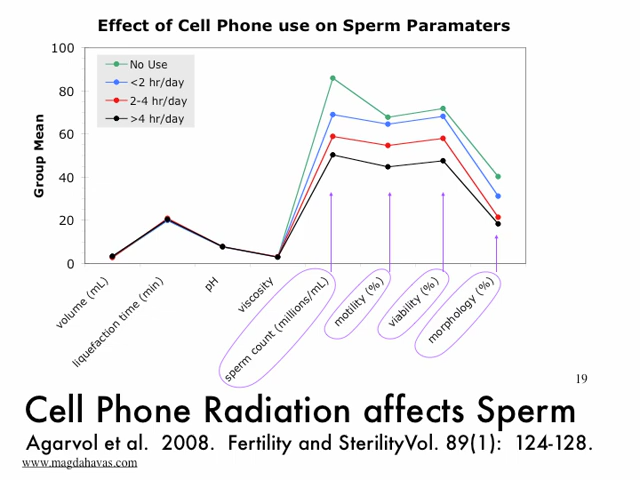 Effect of Cell Phone use on Sperm Paramaters
100
80
60
40
20
0
Group Mean
No Use
<2 hr/day
2-4 hr/day
>4 hr/day
volume (mL)
liquefaction time (min)
pH
viscosity
sperm count (millions/mL)
motility (%)
viability (%)
morphology (%)
19
Cell Phone Radiation affects Sperm
Agarvol et al. 2008. Fertility and SterilityVol. 89(1): 124-128.
www.magdahavas.com